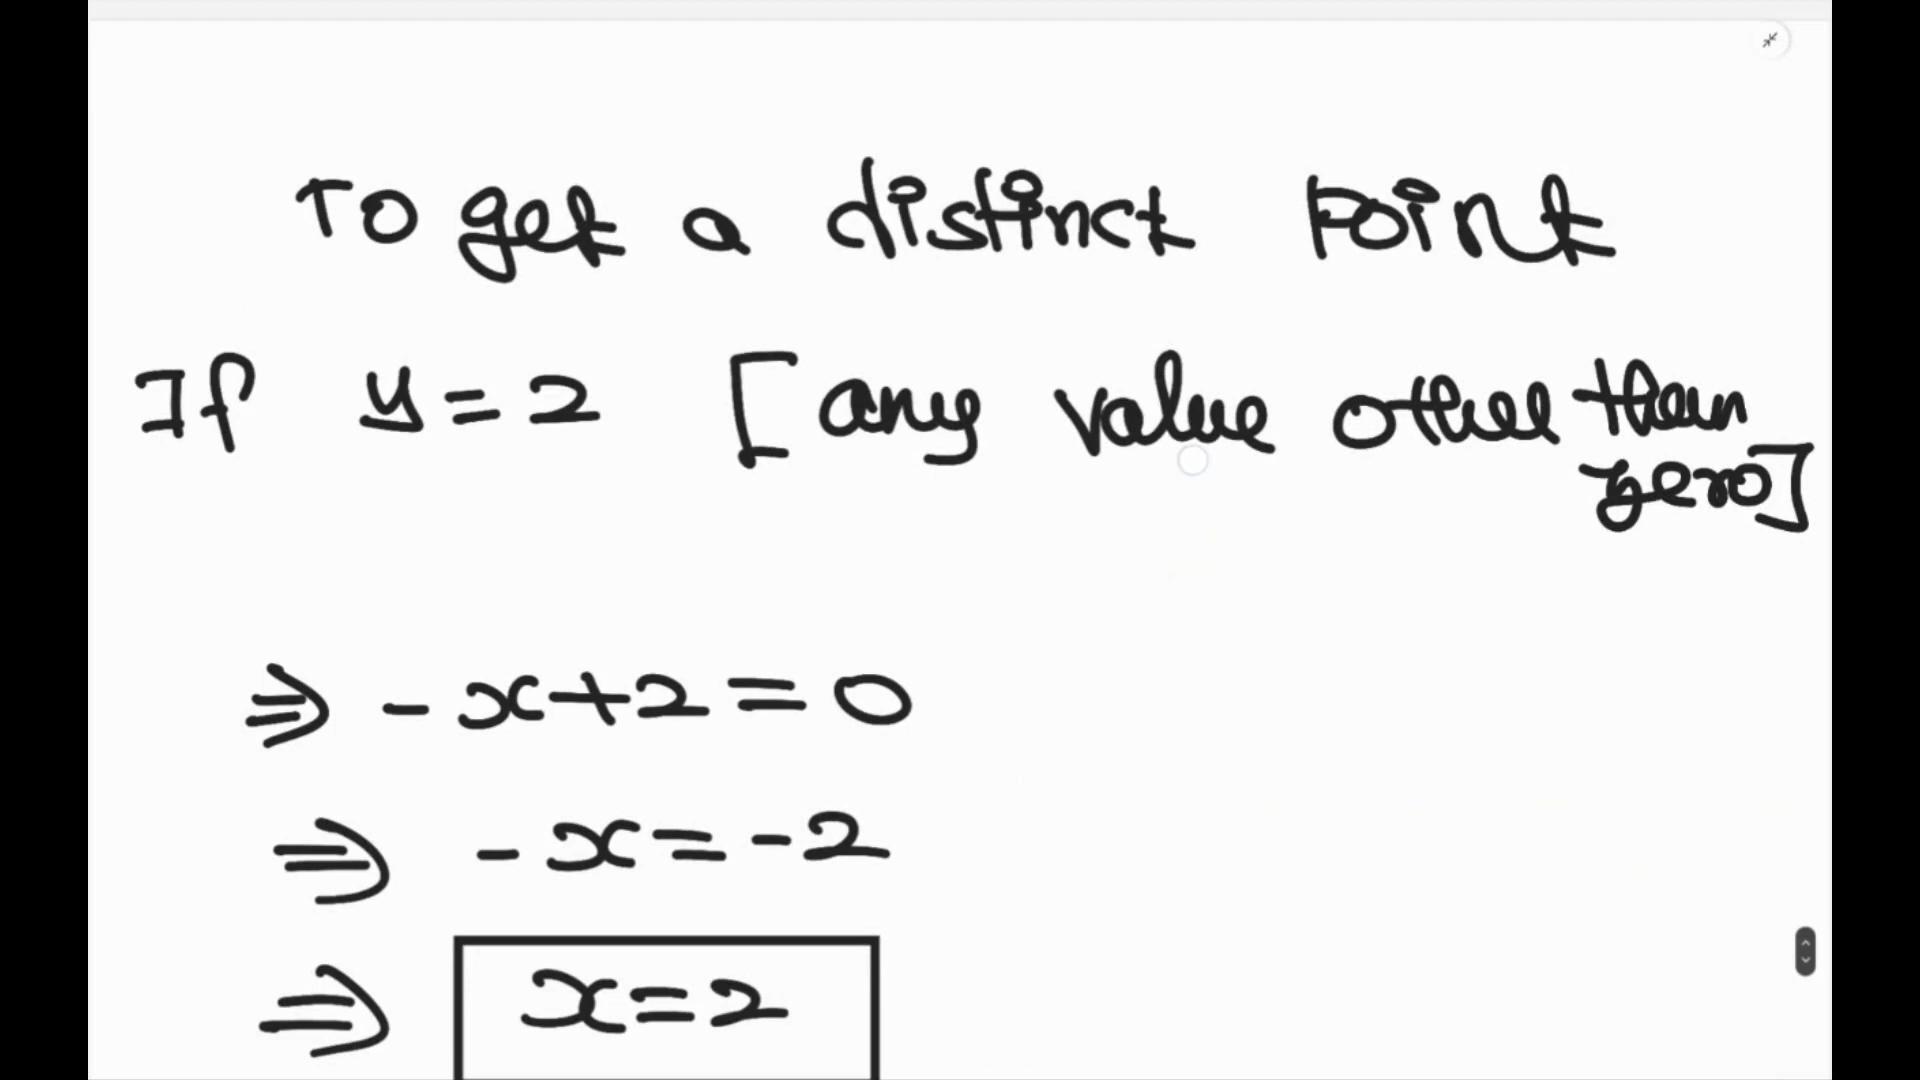 To get a distinct Point
If y = 2 [any value other than
zero]
⇒ - x + 2 = 0
⇒ - x = - 2
⇒ x = 2